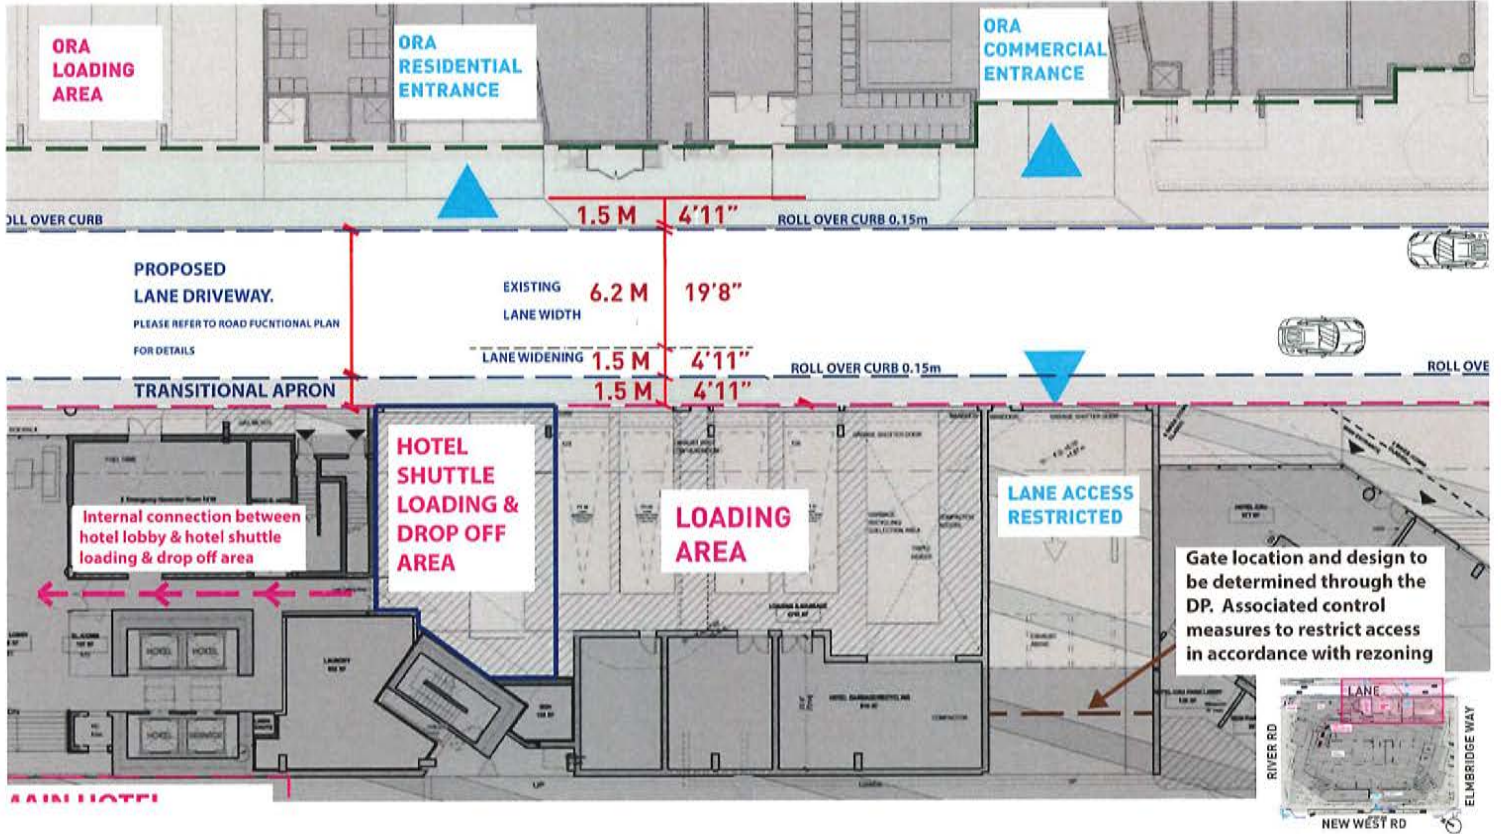 ORA
LOADING
AREA
ORA
RESIDENTIAL
ENTRANCE
ORA
COMMERCIAL
ENTRANCE
OLL OVER CURB
1.5 M 4'11"
ROLL OVER CURB 0.15m
PROPOSED
LANE DRIVEWAY.
PLEASE REFER TO ROAD FUCNTIONAL PLAN
FOR DETAILS
EXISTING
LANE WIDTH
6.2 M 19'8"
LANE WIDENING 1.5 M 4'11"
ROLL OVER CURB 0.15m
ROLL OVE
TRANSITIONAL APRON
1.5 M 4'11"
HOTEL
SHUTTLE
LOADING &
DROP OFF
AREA
LOADING
AREA
LANE ACCESS
RESTRICTED
Internal connection between
hotel lobby & hotel shuttle
loading & drop off area
Gate location and design to
be determined through the
DP. Associated control
measures to restrict access
in accordance with rezoning
HOTEL HOTEL
HOTEL
LAUNDRY
COMPACTOR
UP
MAIN HOTEL
LANE
RIVER RD
ELMBRIDGE WAY
NEW WEST RD